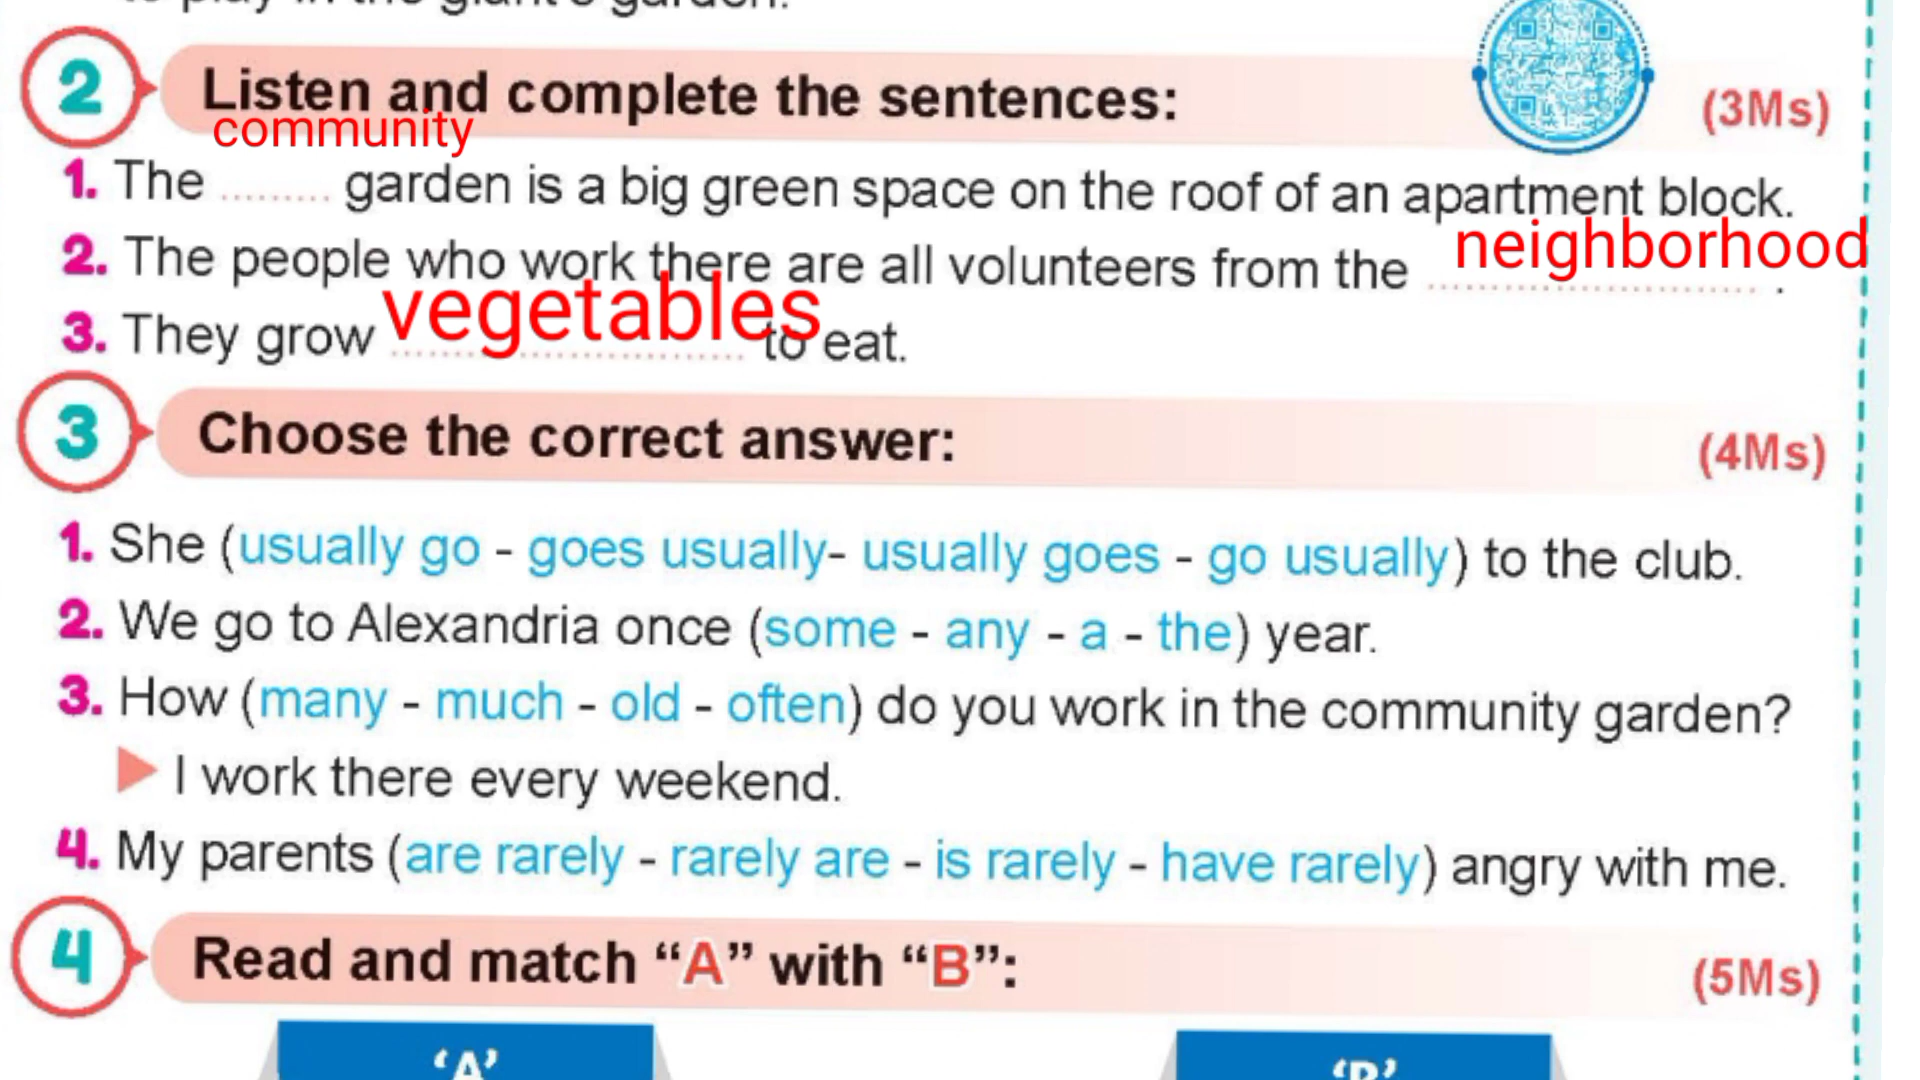 2 Listen and complete the sentences: (3Ms)
community
1. The ........ garden is a big green space on the roof of an apartment block.
neighborhood
2. The people who work there are all volunteers from the ........................ .
vegetables
3. They grow .......................... to eat.
3 Choose the correct answer: (4Ms)
1. She (usually go - goes usually- usually goes - go usually) to the club.
2. We go to Alexandria once (some - any - a - the) year.
3. How (many - much - old - often) do you work in the community garden?
I work there every weekend.
4. My parents (are rarely - rarely are - is rarely - have rarely) angry with me.
4 Read and match “A” with “B”: (5Ms)
‘A’ ‘B’